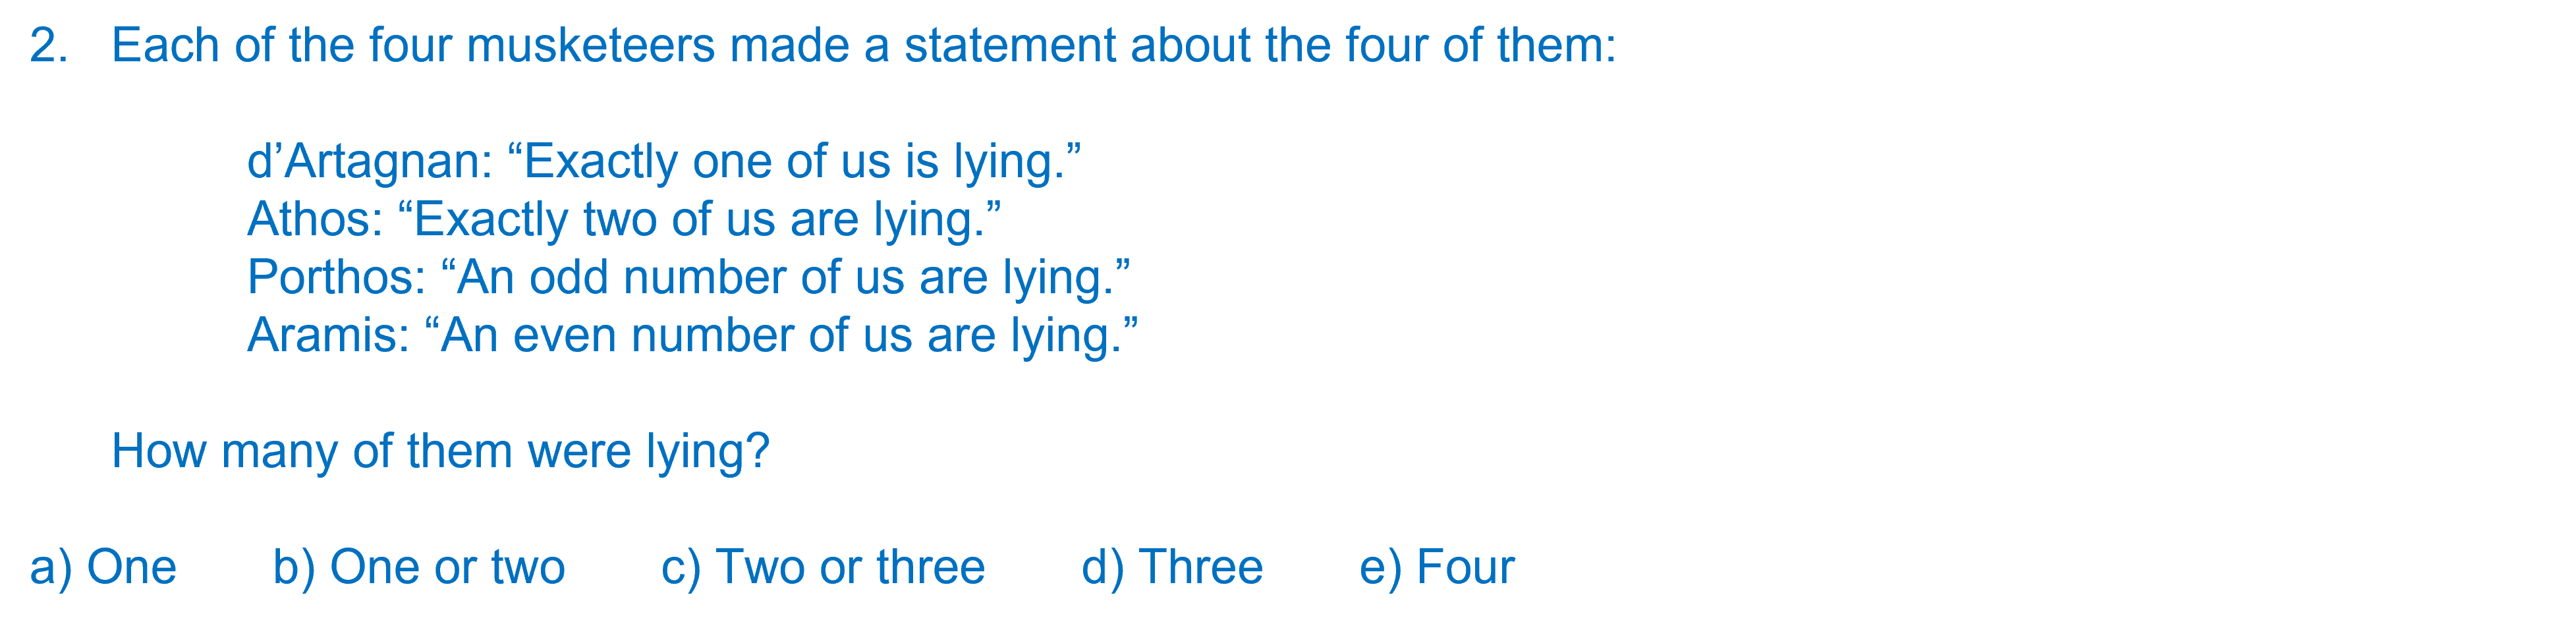 2. Each of the four musketeers made a statement about the four of them:
d’Artagnan: “Exactly one of us is lying.”
Athos: “Exactly two of us are lying.”
Porthos: “An odd number of us are lying.”
Aramis: “An even number of us are lying.”
How many of them were lying?
a) One b) One or two c) Two or three d) Three e) Four